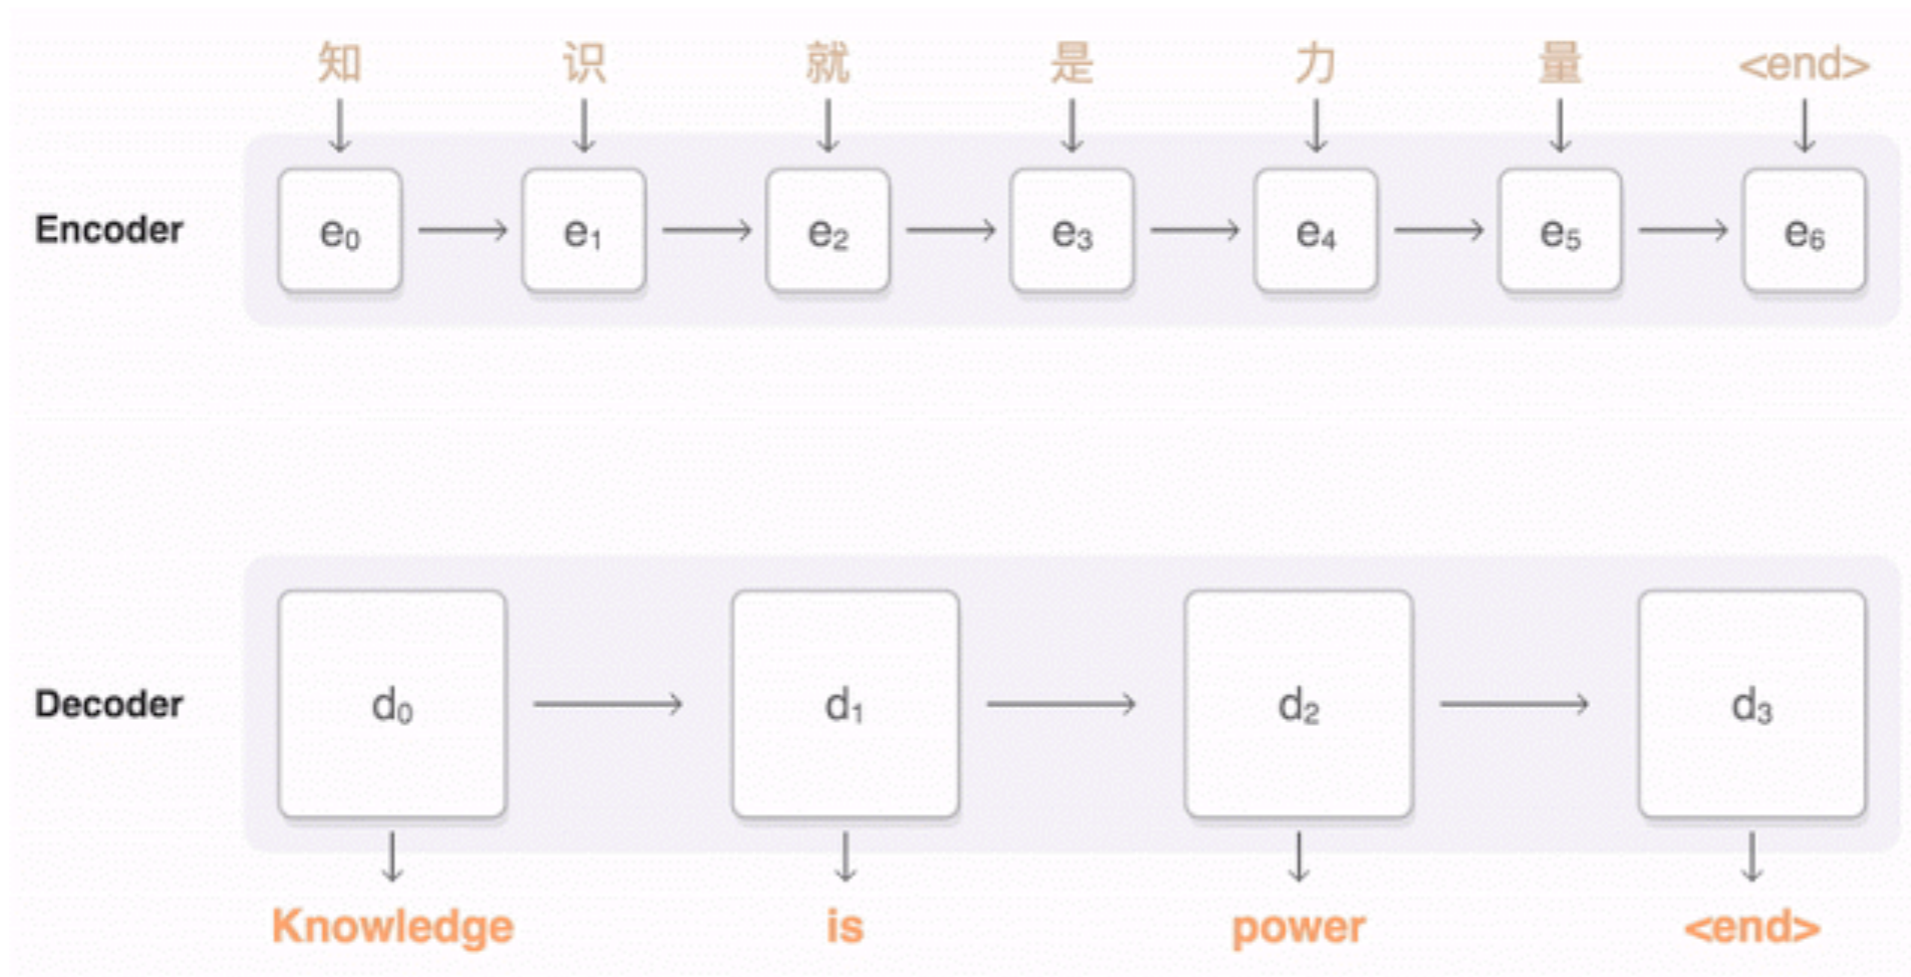 知 识 就 是 力 量 <end>
Encoder e₀ e₁ e₂ e₃ e₄ e₅ e₆
Decoder d₀ d₁ d₂ d₃
Knowledge is power <end>